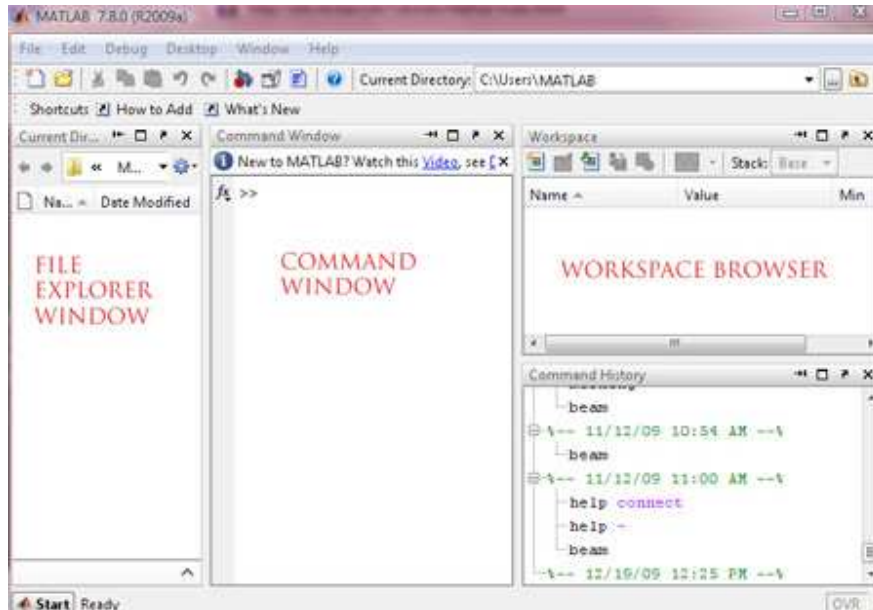 MATLAB 7.8.0 (R2009a)
File Edit Debug Desktop Window Help
Current Directory: C:\Users\MATLAB
Shortcuts How to Add What's New
Current Dir...
« M...
Na... Date Modified
FILE
EXPLORER
WINDOW
Command Window
New to MATLAB? Watch this Video, see
fx >>
COMMAND
WINDOW
Workspace
Stack: Base
Name Value Min
WORKSPACE BROWSER
Command History
beam
%-- 11/12/09 10:54 AM --%
beam
%-- 11/12/09 11:00 AM --%
help connect
help -
beam
%-- 12/19/09 12:25 PM --%
Start Ready
OVR